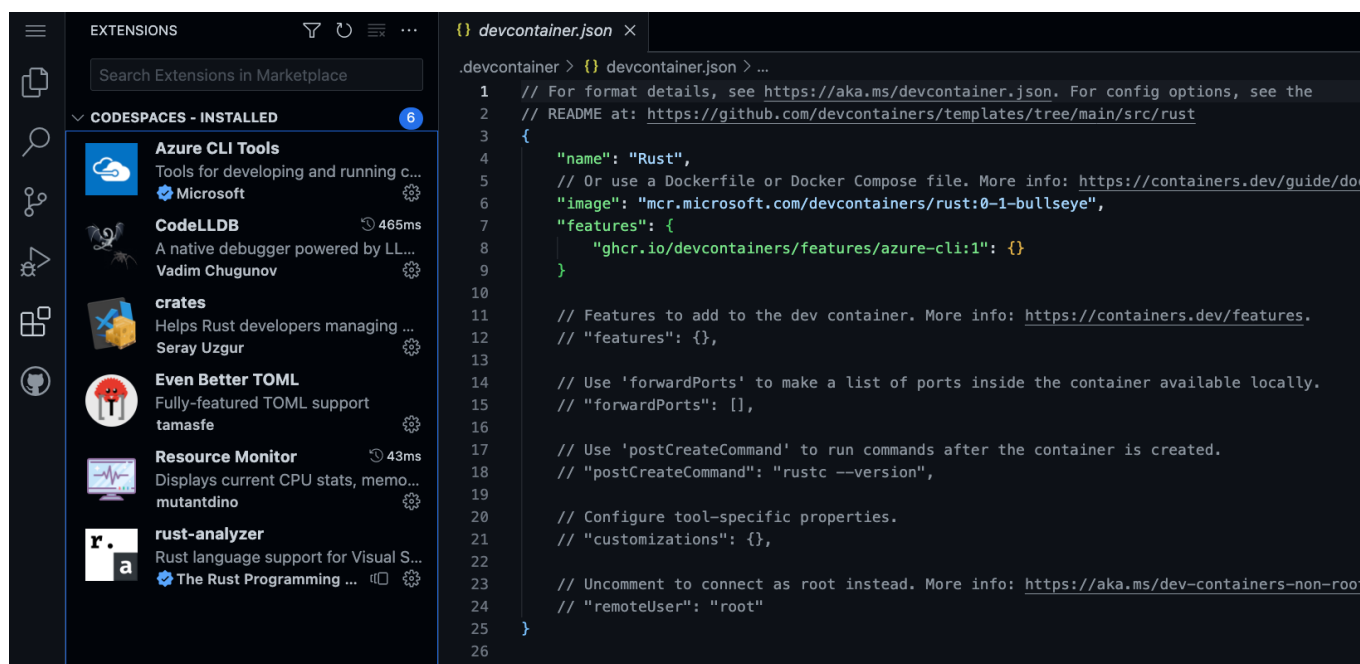 EXTENSIONS
Search Extensions in Marketplace
CODESPACES - INSTALLED 6
Azure CLI Tools
Tools for developing and running c...
Microsoft
CodeLLDB 465ms
A native debugger powered by LL...
Vadim Chugunov
crates
Helps Rust developers managing ...
Seray Uzgur
Even Better TOML
Fully-featured TOML support
tamasfe
Resource Monitor 43ms
Displays current CPU stats, memo...
mutantdino
r.a
rust-analyzer
Rust language support for Visual S...
The Rust Programming ...
{} devcontainer.json
.devcontainer > {} devcontainer.json > ...
1 // For format details, see https://aka.ms/devcontainer.json. For config options, see the
2 // README at: https://github.com/devcontainers/templates/tree/main/src/rust
3 {
4 "name": "Rust",
5 // Or use a Dockerfile or Docker Compose file. More info: https://containers.dev/guide/doc
6 "image": "mcr.microsoft.com/devcontainers/rust:0-1-bullseye",
7 "features": {
8 "ghcr.io/devcontainers/features/azure-cli:1": {}
9 }
10
11 // Features to add to the dev container. More info: https://containers.dev/features.
12 // "features": {},
13
14 // Use 'forwardPorts' to make a list of ports inside the container available locally.
15 // "forwardPorts": [],
16
17 // Use 'postCreateCommand' to run commands after the container is created.
18 // "postCreateCommand": "rustc --version",
19
20 // Configure tool-specific properties.
21 // "customizations": {},
22
23 // Uncomment to connect as root instead. More info: https://aka.ms/dev-containers-non-root
24 // "remoteUser": "root"
25 }
26